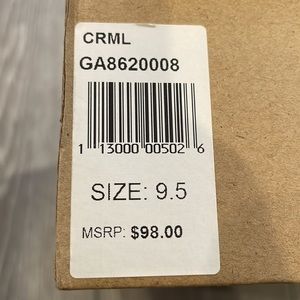 CRML
GA8620008
1 13000 00502 6
SIZE: 9.5
MSRP: $98.00